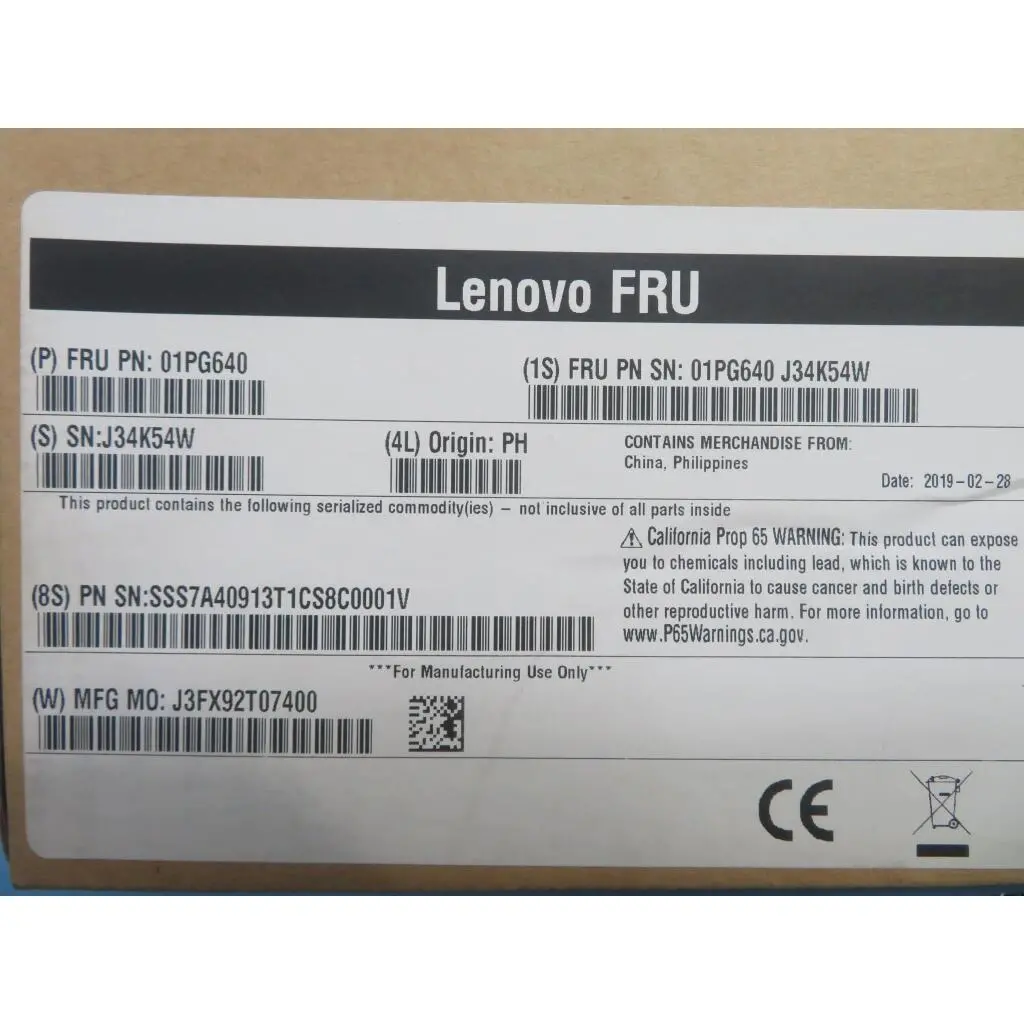 Lenovo FRU
(P) FRU PN: 01PG640
(1S) FRU PN SN: 01PG640 J34K54W
(S) SN:J34K54W
(4L) Origin: PH
CONTAINS MERCHANDISE FROM:
China, Philippines
Date: 2019-02-28
This product contains the following serialized commodity(ies) – not inclusive of all parts inside
⚠ California Prop 65 WARNING: This product can expose
you to chemicals including lead, which is known to the
State of California to cause cancer and birth defects or
other reproductive harm. For more information, go to
www.P65Warnings.ca.gov.
(8S) PN SN:SSS7A40913T1CS8C0001V
***For Manufacturing Use Only***
(W) MFG MO: J3FX92T07400
CE